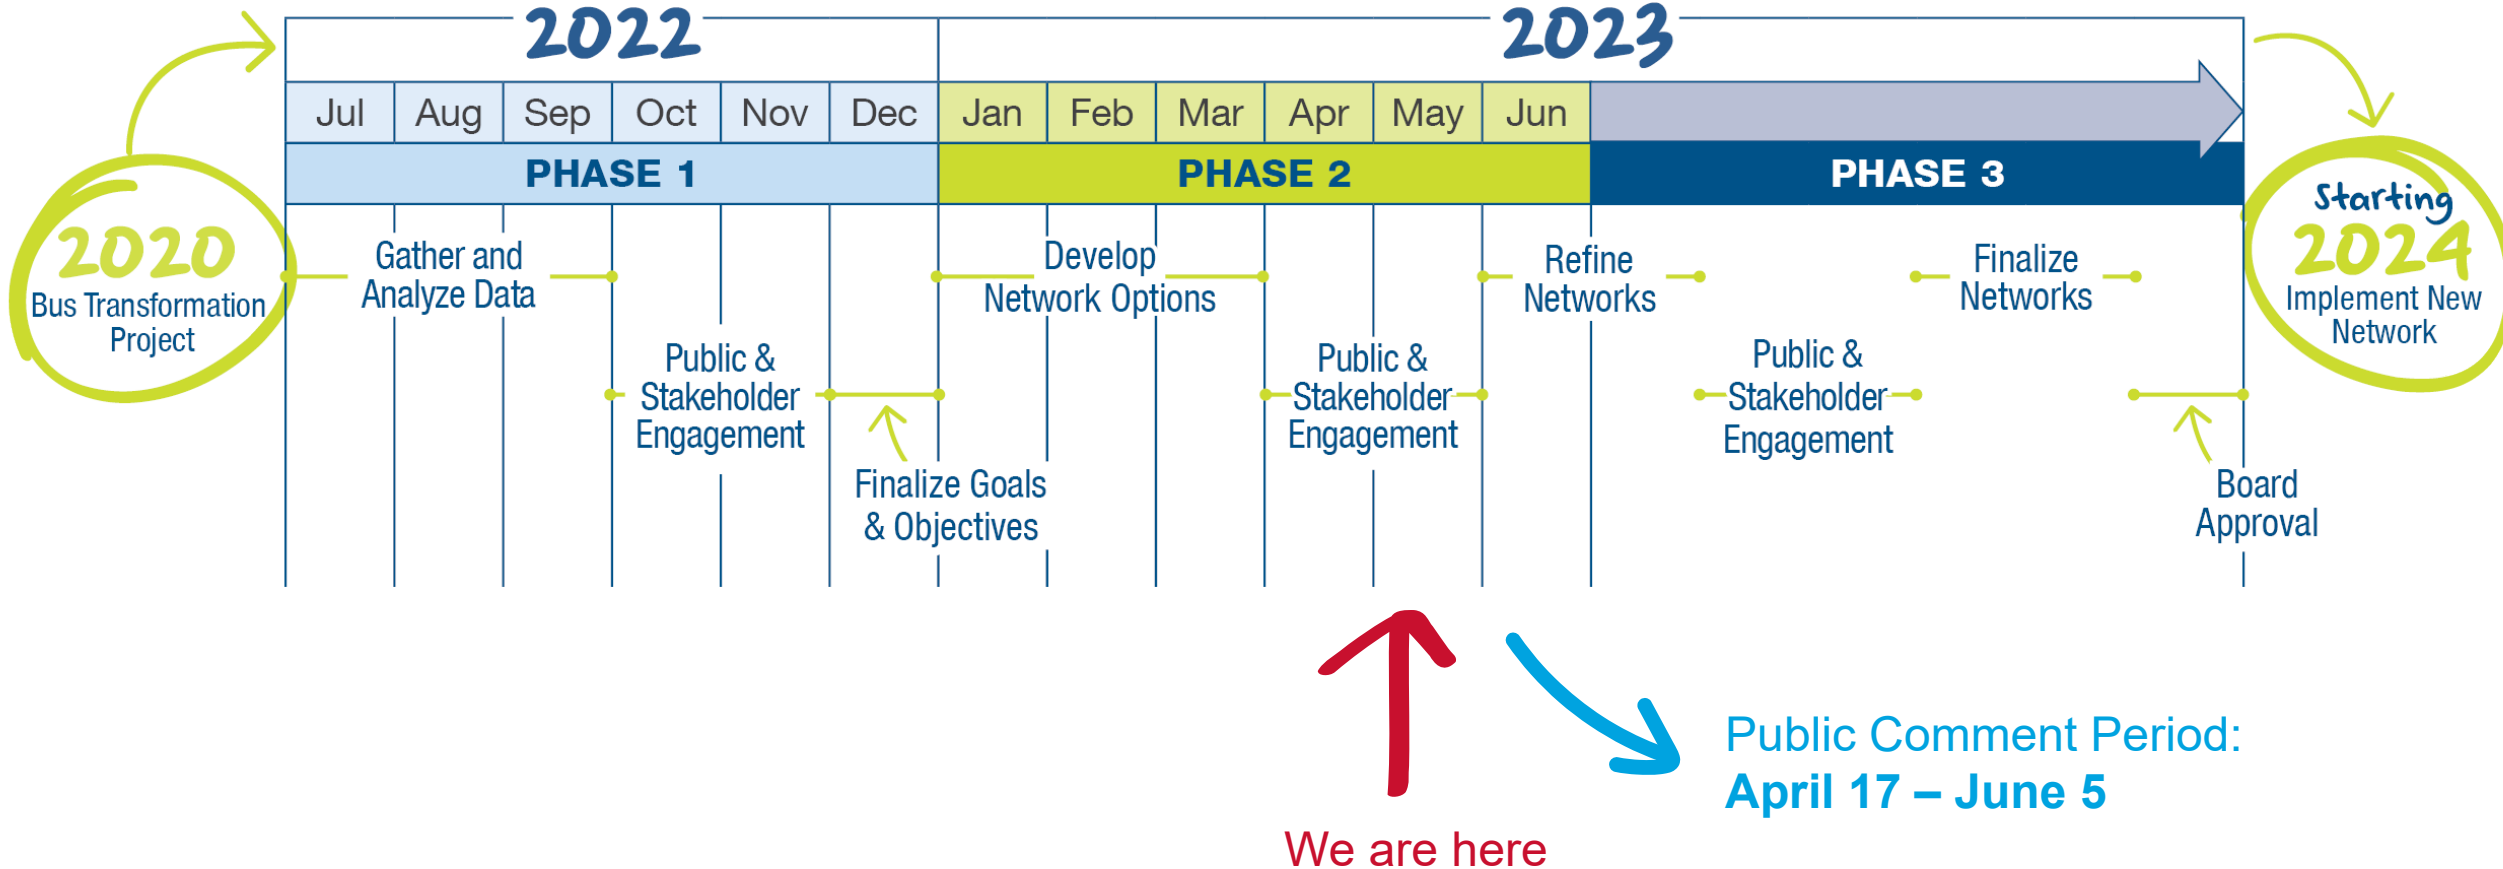 2022
2023
Jul Aug Sep Oct Nov Dec Jan Feb Mar Apr May Jun
PHASE 1
PHASE 2
PHASE 3
2020
Bus Transformation
Project
Gather and
Analyze Data
Public &
Stakeholder
Engagement
Finalize Goals
& Objectives
Develop
Network Options
Public &
Stakeholder
Engagement
Refine
Networks
Public &
Stakeholder
Engagement
Finalize
Networks
Board
Approval
Starting
2024
Implement New
Network
We are here
Public Comment Period:
April 17 – June 5